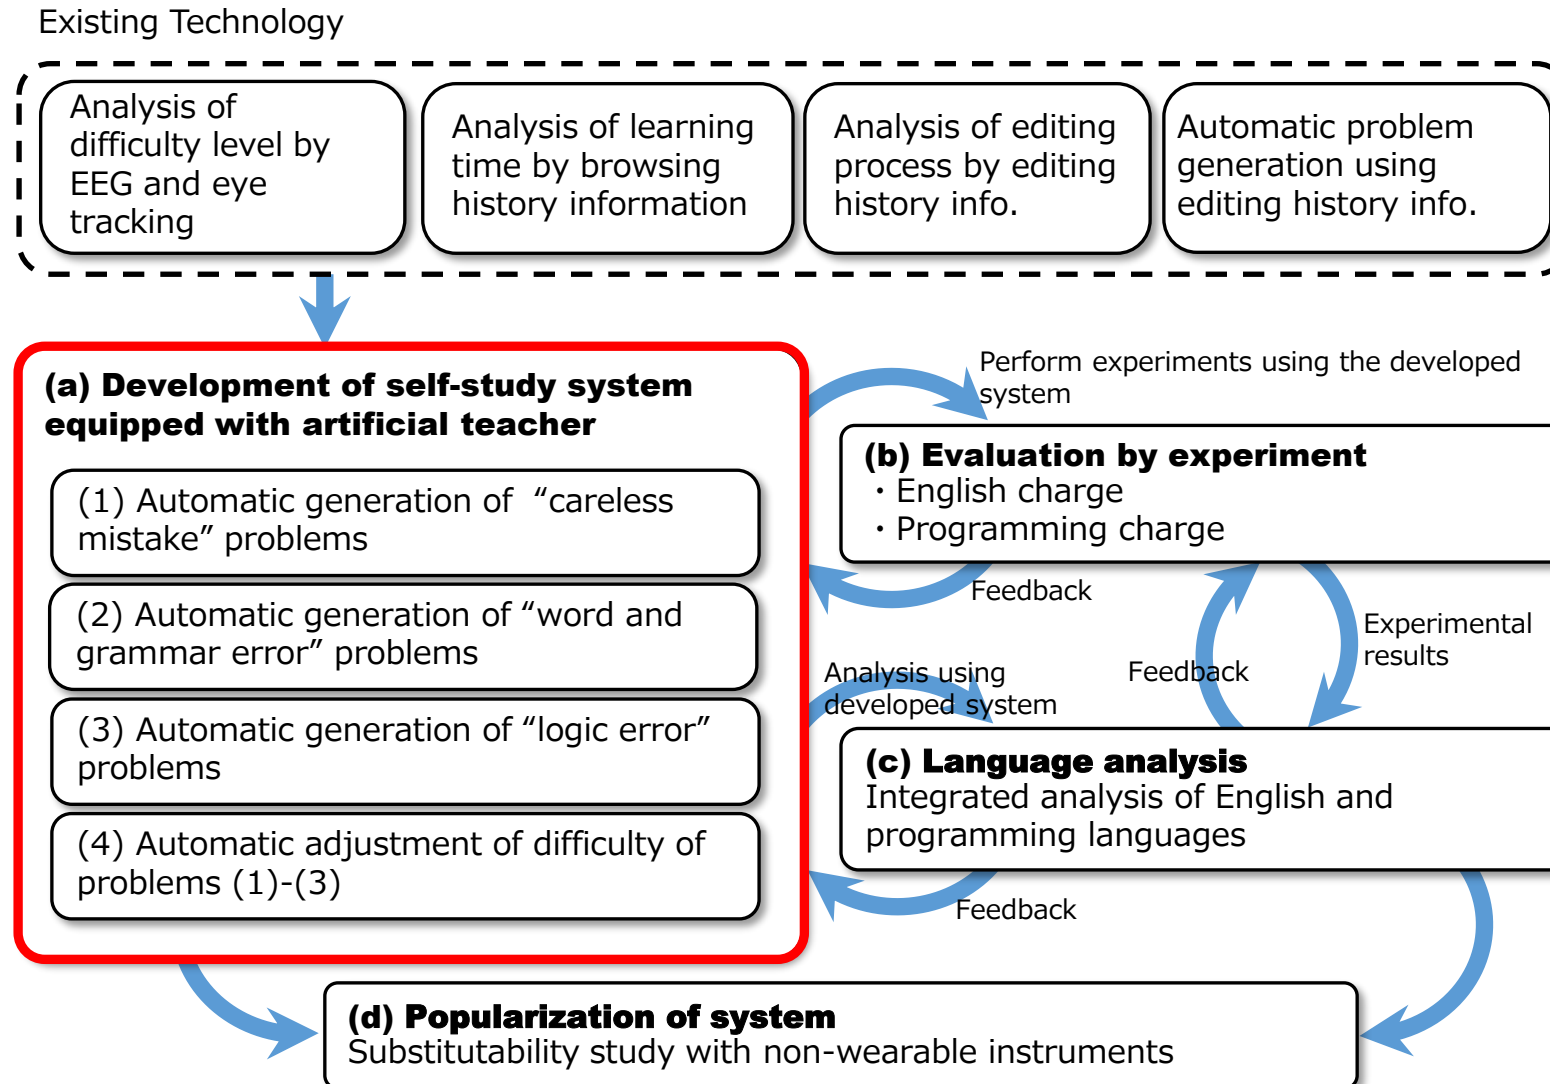 Existing Technology
Analysis of
difficulty level by
EEG and eye
tracking
Analysis of learning
time by browsing
history information
Analysis of editing
process by editing
history info.
Automatic problem
generation using
editing history info.
(a) Development of self-study system
equipped with artificial teacher
(1) Automatic generation of “careless
mistake” problems
(2) Automatic generation of “word and
grammar error” problems
(3) Automatic generation of “logic error”
problems
(4) Automatic adjustment of difficulty of
problems (1)-(3)
Perform experiments using the developed
system
(b) Evaluation by experiment
・English charge
・Programming charge
Feedback
Experimental
results
Feedback
Analysis using
developed system
(c) Language analysis
Integrated analysis of English and
programming languages
Feedback
(d) Popularization of system
Substitutability study with non-wearable instruments